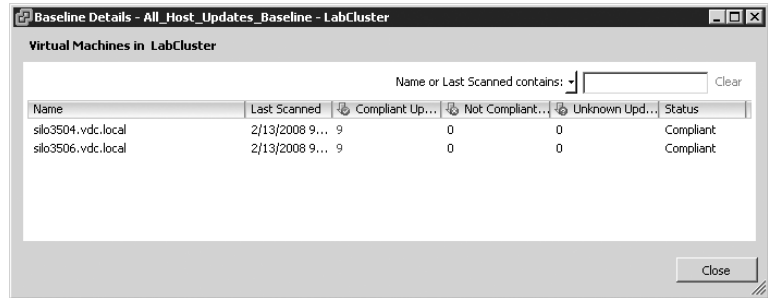 Baseline Details - All_Host_Updates_Baseline - LabCluster
Virtual Machines in LabCluster
Name or Last Scanned contains: Clear
Name Last Scanned Compliant Up... Not Compliant... Unknown Upd... Status
silo3504.vdc.local 2/13/2008 9... 9 0 0 Compliant
silo3506.vdc.local 2/13/2008 9... 9 0 0 Compliant
Close